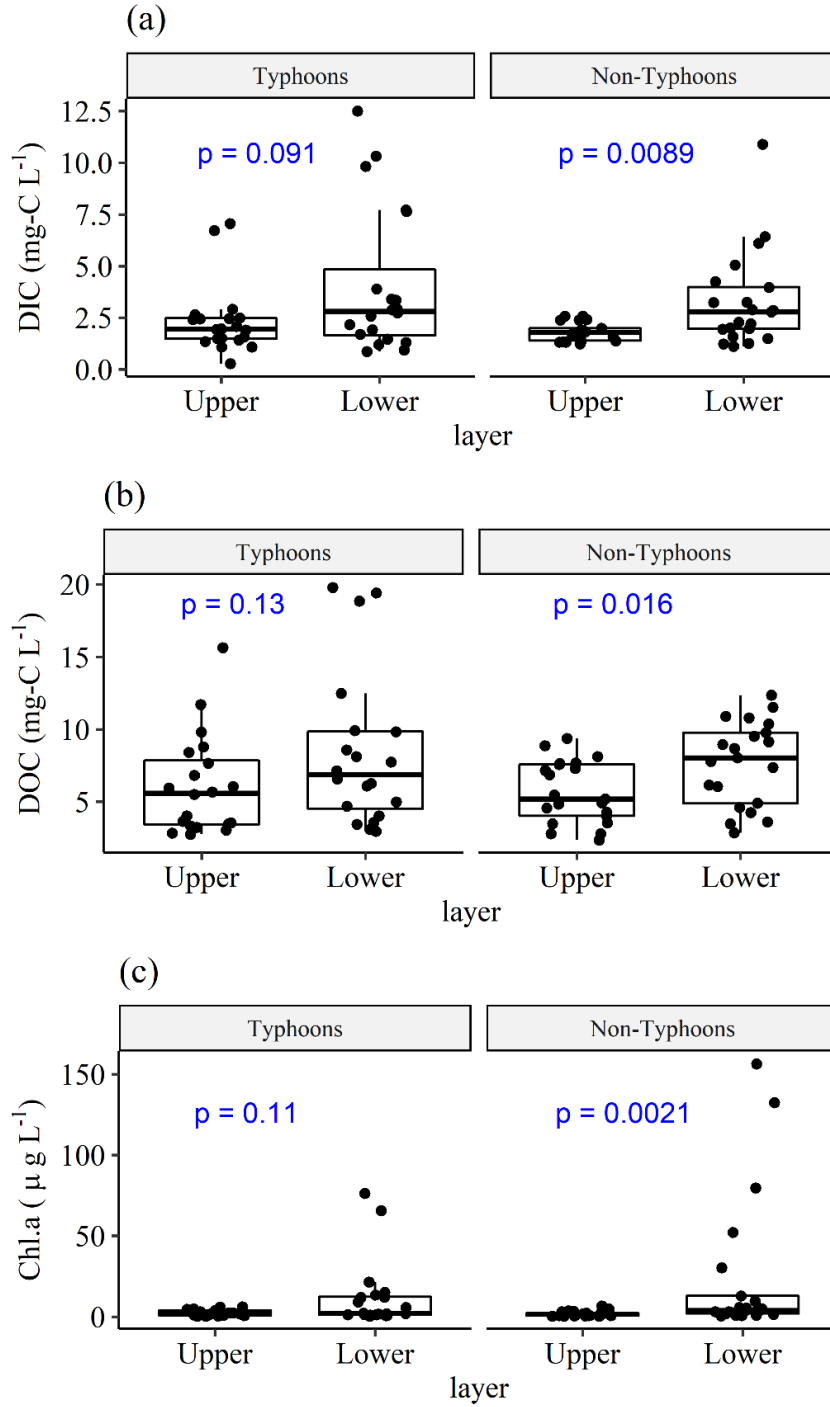 (a)
Typhoons Non-Typhoons
DIC (mg-C L-1)
12.5
10.0
7.5
5.0
2.5
0.0
p = 0.091 p = 0.0089
Upper Lower Upper Lower
layer
(b)
Typhoons Non-Typhoons
DOC (mg-C L-1)
20
15
10
5
p = 0.13 p = 0.016
Upper Lower Upper Lower
layer
(c)
Typhoons Non-Typhoons
Chl.a ( μ g L-1)
150
100
50
0
p = 0.11 p = 0.0021
Upper Lower Upper Lower
layer